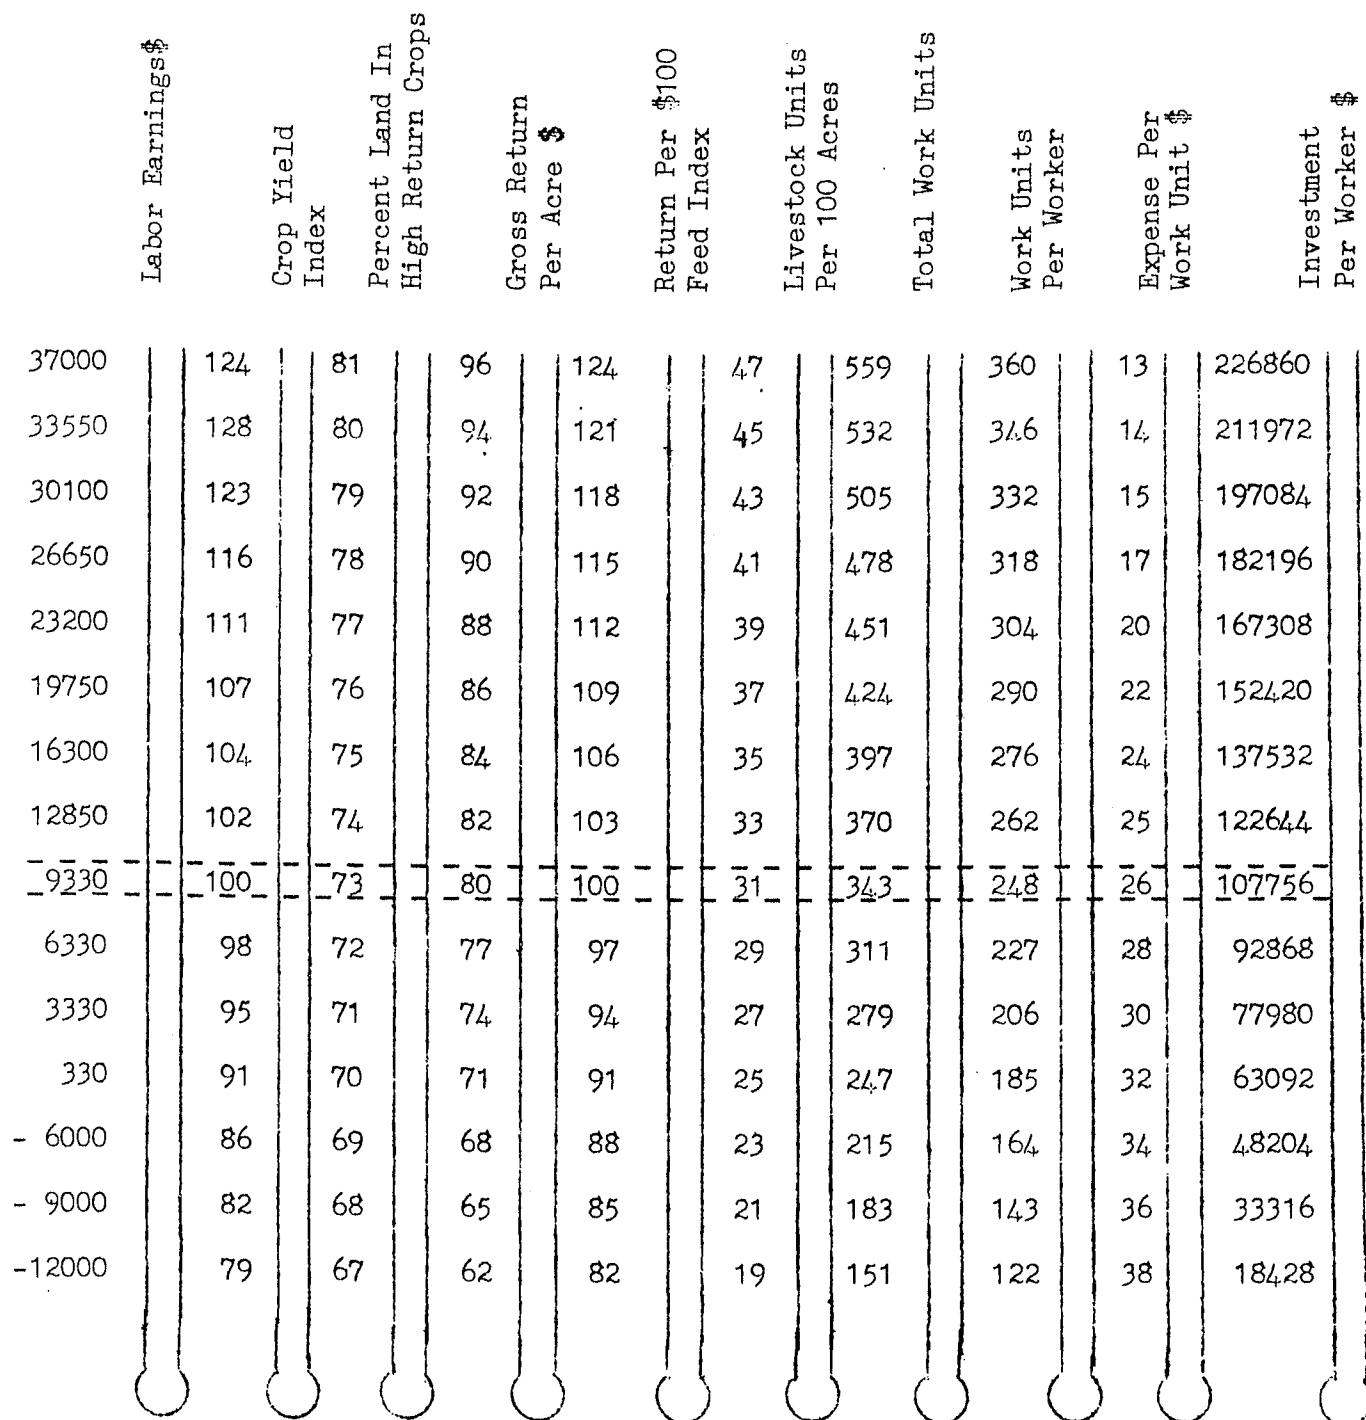 Labor Earnings$
Crop Yield
Index
Percent Land In
High Return Crops
Gross Return
Per Acre $
Return Per $100
Feed Index
Livestock Units
Per 100 Acres
Total Work Units
Work Units
Per Worker
Expense Per
Work Unit $
Investment
Per Worker $
37000 124 81 96 124 47 559 360 13 226860
33550 128 80 94 121 45 532 346 14 211972
30100 123 79 92 118 43 505 332 15 197084
26650 116 78 90 115 41 478 318 17 182196
23200 111 77 88 112 39 451 304 20 167308
19750 107 76 86 109 37 424 290 22 152420
16300 104 75 84 106 35 397 276 24 137532
12850 102 74 82 103 33 370 262 25 122644
9330 100 73 80 100 31 343 248 26 107756
6330 98 72 77 97 29 311 227 28 92868
3330 95 71 74 94 27 279 206 30 77980
330 91 70 71 91 25 247 185 32 63092
- 6000 86 69 68 88 23 215 164 34 48204
- 9000 82 68 65 85 21 183 143 36 33316
-12000 79 67 62 82 19 151 122 38 18428